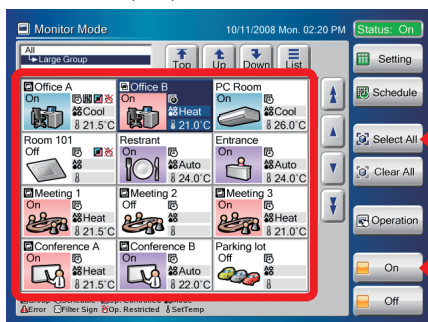 Monitor Mode
10/11/2008 Mon. 02:20 PM
Status: On
All
Large Group
Top
Up
Down
List
Setting
Schedule
Select All
Clear All
Operation
On
Off
Office A
On
Cool
21.5°C
Office B
On
Heat
21.0°C
PC Room
On
Cool
26.0°C
Room 101
Off
Restrant
On
Auto
24.0°C
Entrance
On
Auto
24.0°C
Meeting 1
On
Heat
21.5°C
Meeting 2
Off
Meeting 3
On
Heat
21.0°C
Conference A
On
Heat
21.5°C
Conference B
On
Auto
22.0°C
Parking lot
Off
Error
Filter Sign
Op. Restricted
SetTemp